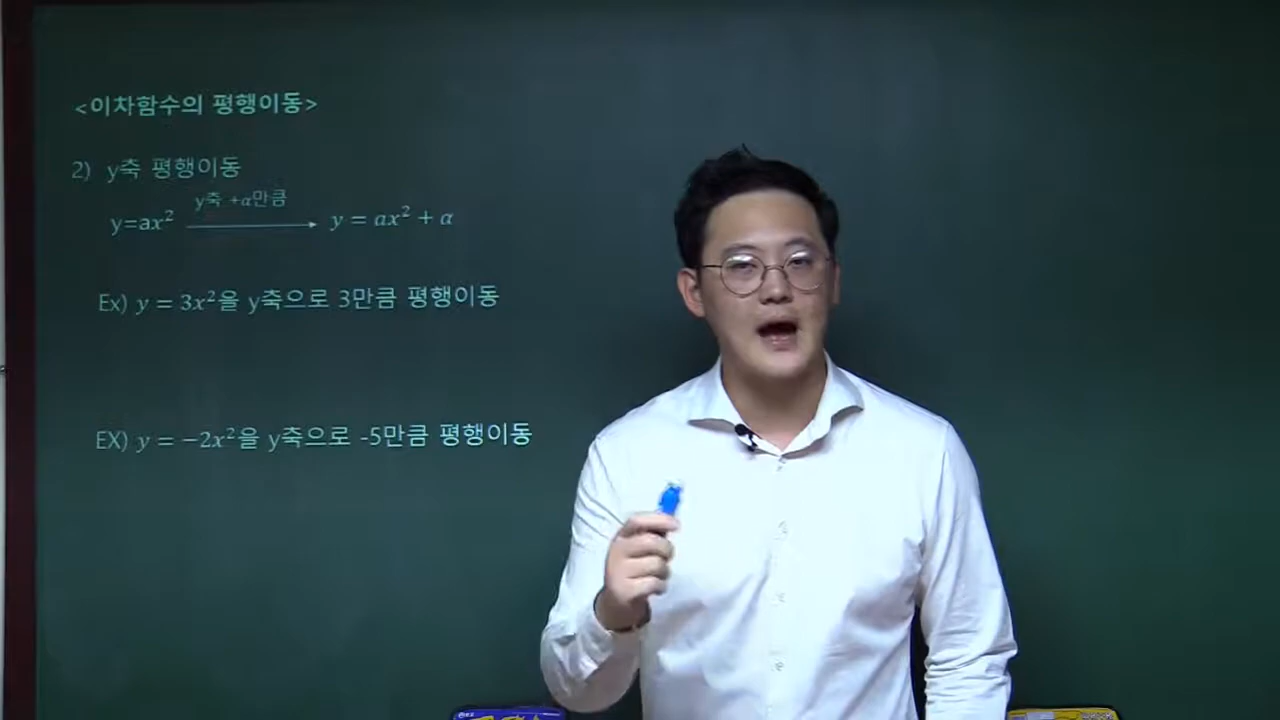 <이차함수의 평행이동>
2) y축 평행이동
y축 +α만큼
y=ax² → y = ax² + α
Ex) y = 3x²을 y축으로 3만큼 평행이동
EX) y = −2x²을 y축으로 -5만큼 평행이동